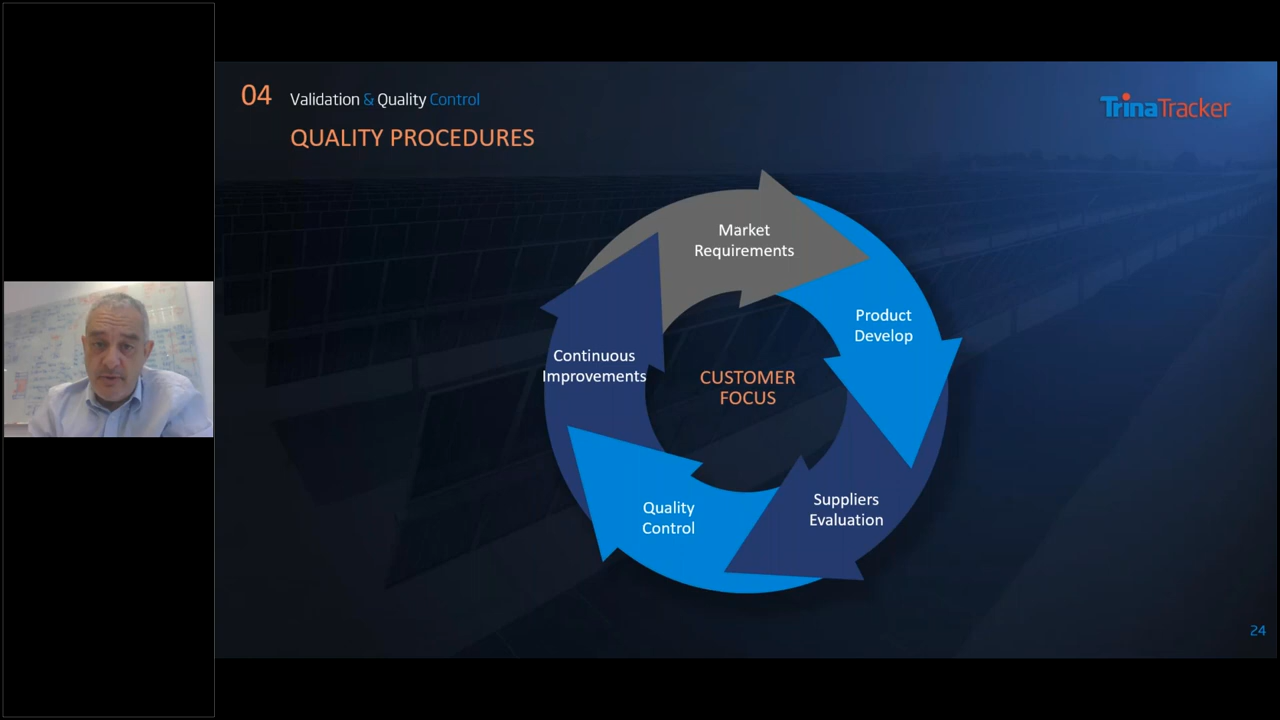 04
Validation & Quality Control
QUALITY PROCEDURES
TrinaTracker
Market
Requirements
Product
Develop
Continuous
Improvements
CUSTOMER
FOCUS
Suppliers
Evaluation
Quality
Control
24